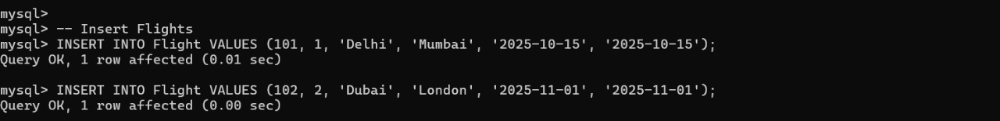 mysql>
mysql> -- Insert Flights
mysql> INSERT INTO Flight VALUES (101, 1, 'Delhi', 'Mumbai', '2025-10-15', '2025-10-15');
Query OK, 1 row affected (0.01 sec)
mysql> INSERT INTO Flight VALUES (102, 2, 'Dubai', 'London', '2025-11-01', '2025-11-01');
Query OK, 1 row affected (0.00 sec)